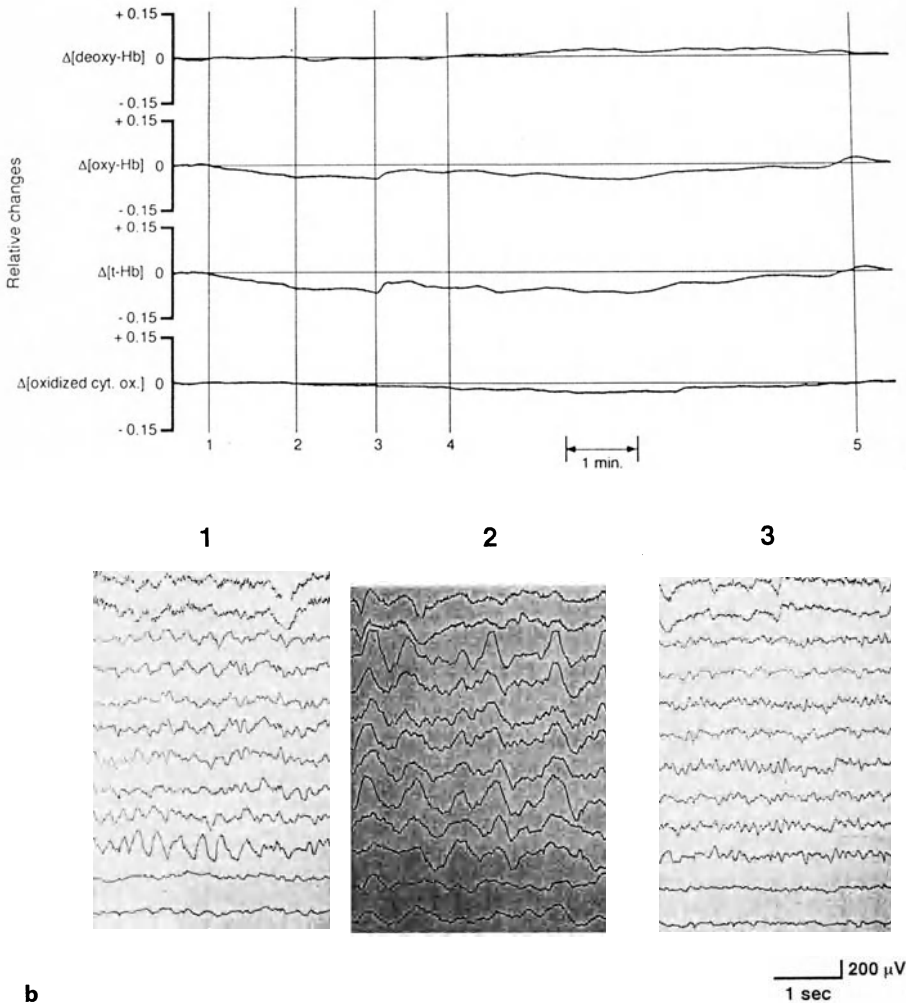 + 0.15
Δ[deoxy-Hb] 0
- 0.15
+ 0.15
Δ[oxy-Hb] 0
- 0.15
+ 0.15
Δ[t-Hb] 0
- 0.15
+ 0.15
Δ[oxidized cyt. ox.] 0
- 0.15
Relative changes
1 2 3 4 5
1 min.
1 2 3
200 μV
1 sec
b